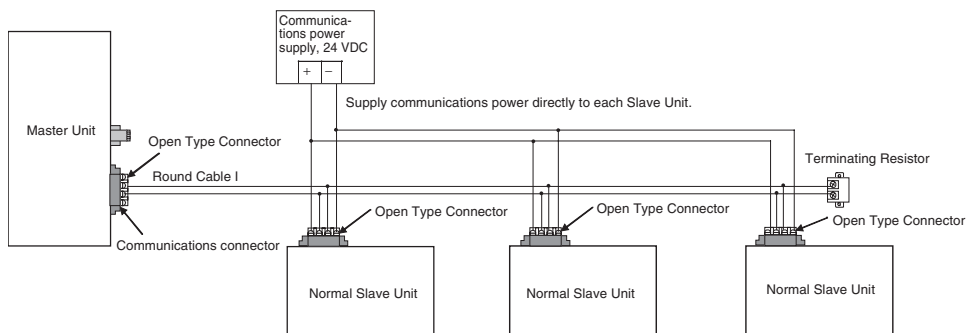 Communica-
tions power
supply, 24 VDC
+ −
Supply communications power directly to each Slave Unit.
Master Unit
Open Type Connector
Terminating Resistor
Round Cable I
Open Type Connector
Open Type Connector
Open Type Connector
Communications connector
Normal Slave Unit
Normal Slave Unit
Normal Slave Unit